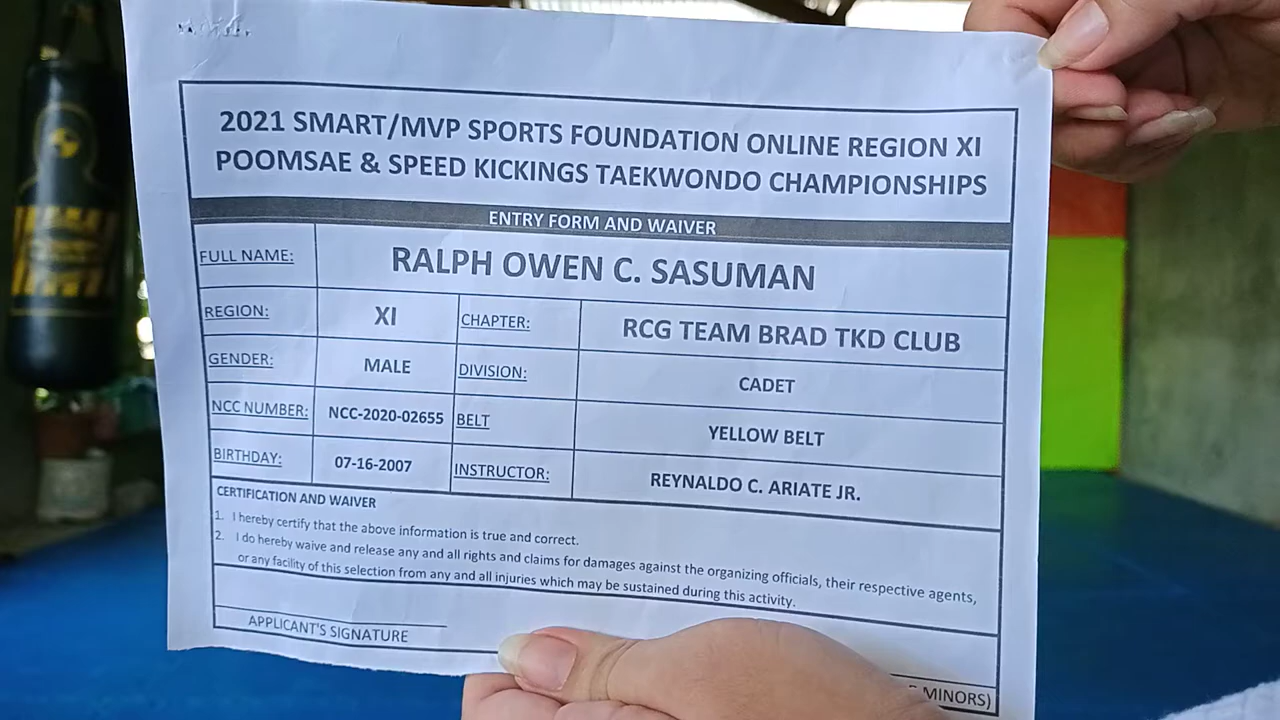 2021 SMART/MVP SPORTS FOUNDATION ONLINE REGION XI
POOMSAE & SPEED KICKINGS TAEKWONDO CHAMPIONSHIPS
ENTRY FORM AND WAIVER
FULL NAME: RALPH OWEN C. SASUMAN
REGION: XI CHAPTER: RCG TEAM BRAD TKD CLUB
GENDER: MALE DIVISION: CADET
NCC NUMBER: NCC-2020-02655 BELT YELLOW BELT
BIRTHDAY: 07-16-2007 INSTRUCTOR: REYNALDO C. ARIATE JR.
CERTIFICATION AND WAIVER
1. I hereby certify that the above information is true and correct.
2. I do hereby waive and release any and all rights and claims for damages against the organizing officials, their respective agents,
or any facility of this selection from any and all injuries which may be sustained during this activity.
APPLICANT'S SIGNATURE
MINORS)